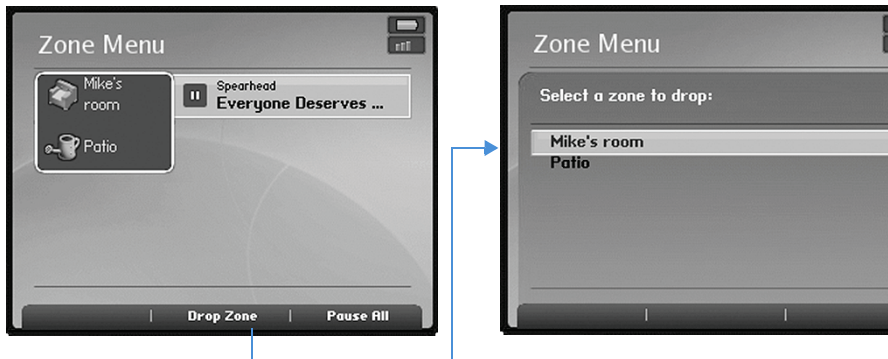 Zone Menu
Mike's
room
Patio
Spearhead
Everyone Deserves ...
Drop Zone | Pause All
Zone Menu
Select a zone to drop:
Mike's room
Patio